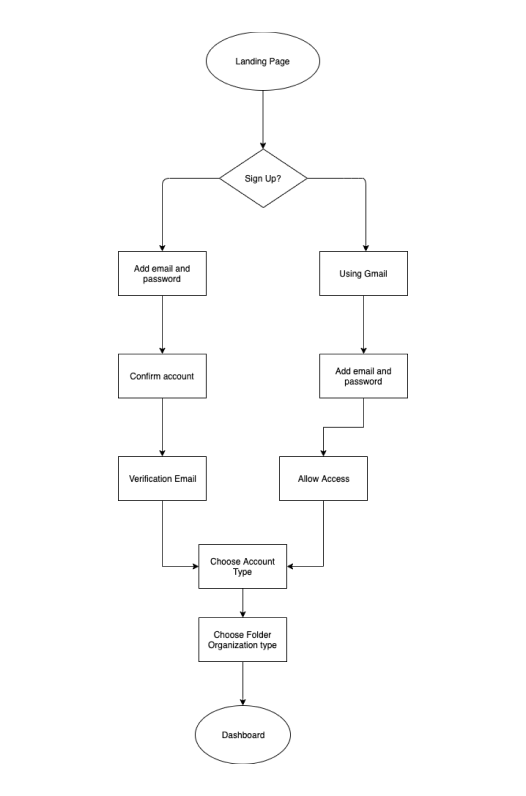 Landing Page
Sign Up?
Add email and
password
Using Gmail
Confirm account
Add email and
password
Verification Email
Allow Access
Choose Account
Type
Choose Folder
Organization type
Dashboard